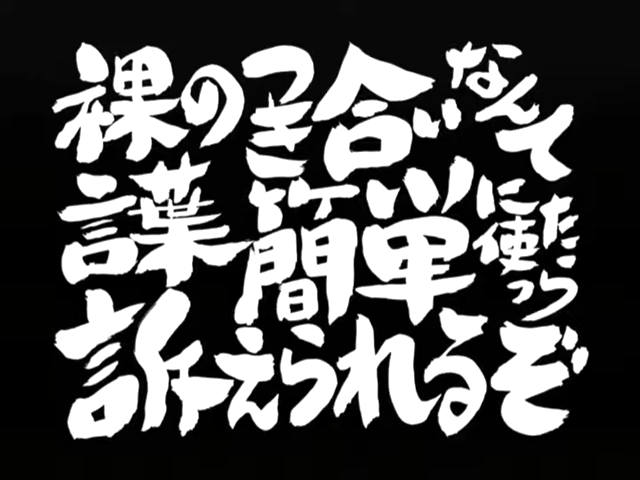 裸のつき合いなんて
言葉簡単に使ったら
訴えられるぞ